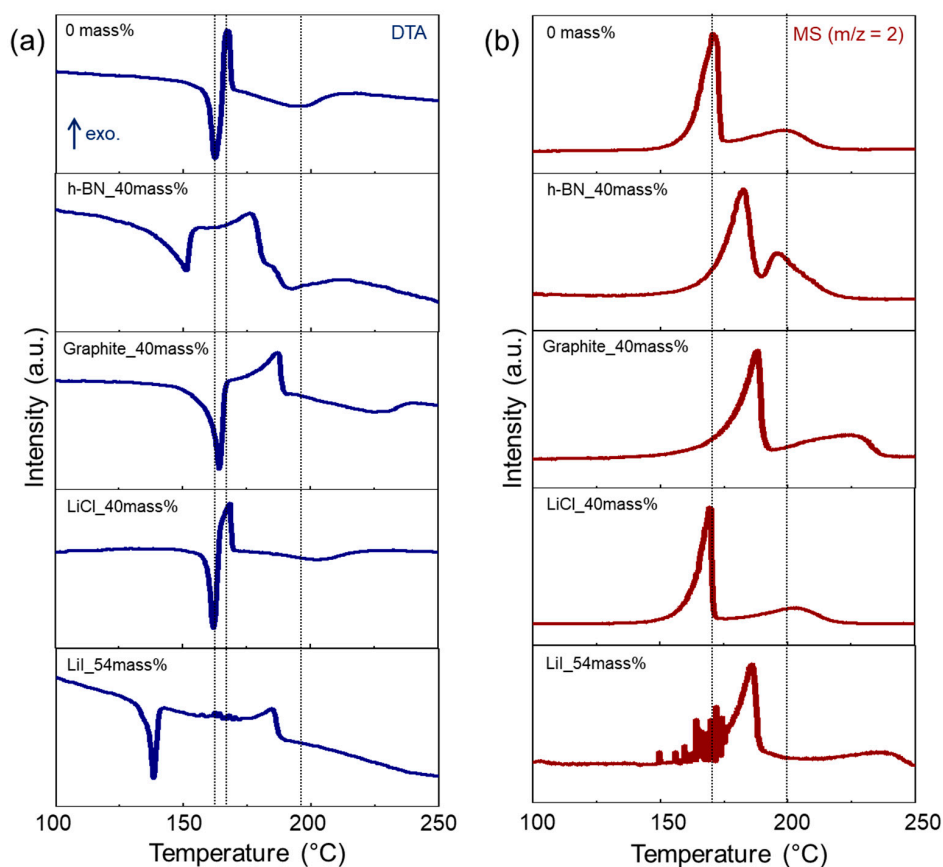 (a)
0 mass%
DTA
exo.
h-BN_40mass%
Graphite_40mass%
LiCl_40mass%
LiI_54mass%
Intensity (a.u.)
100 150 200 250
Temperature (°C)
(b)
0 mass%
MS (m/z = 2)
h-BN_40mass%
Graphite_40mass%
LiCl_40mass%
LiI_54mass%
Intensity (a.u.)
100 150 200 250
Temperature (°C)